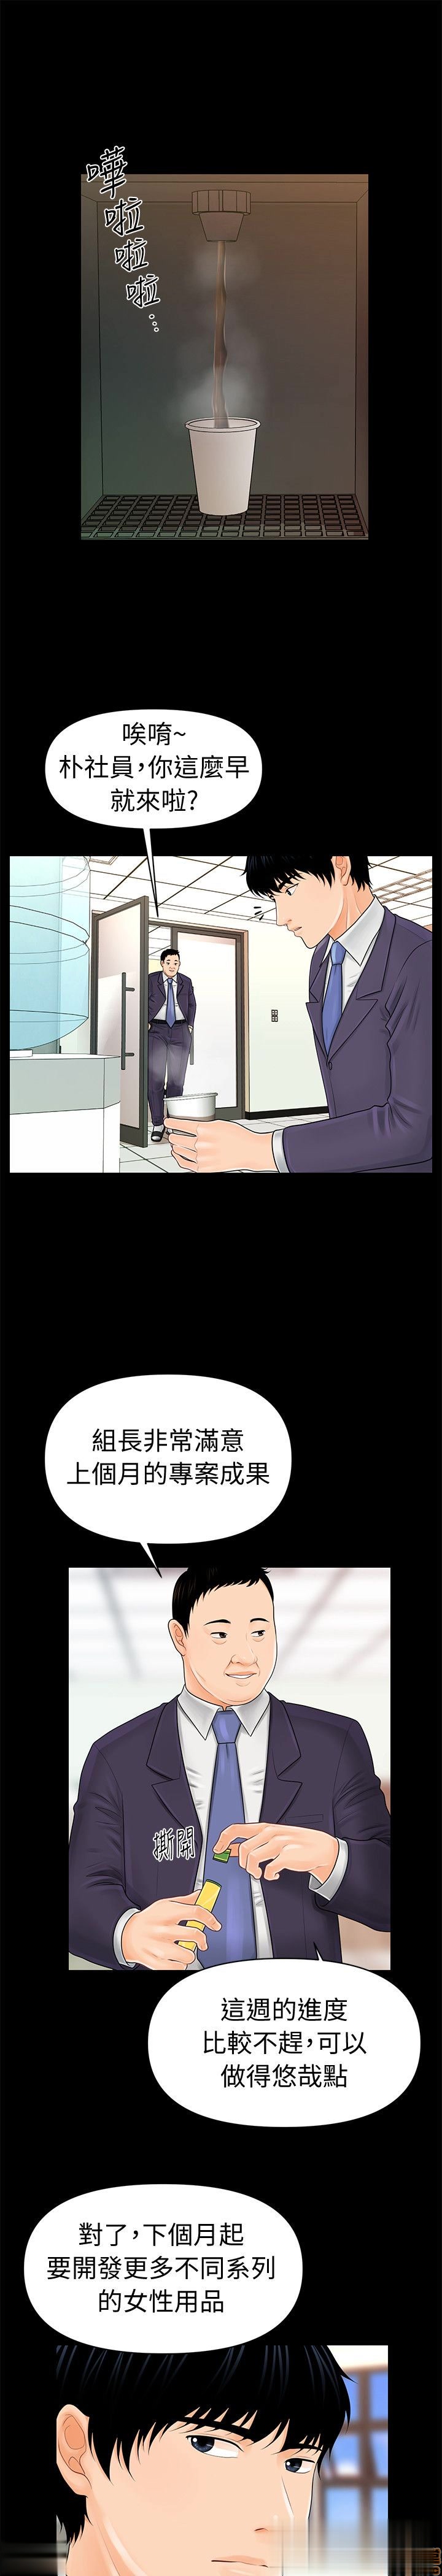 嘩啦啦啦…
唉唷~
朴社員,你這麼早
就來啦?
組長非常滿意
上個月的專案成果
撕開
這週的進度
比較不趕,可以
做得悠哉點
對了,下個月起
要開發更多不同系列
的女性用品